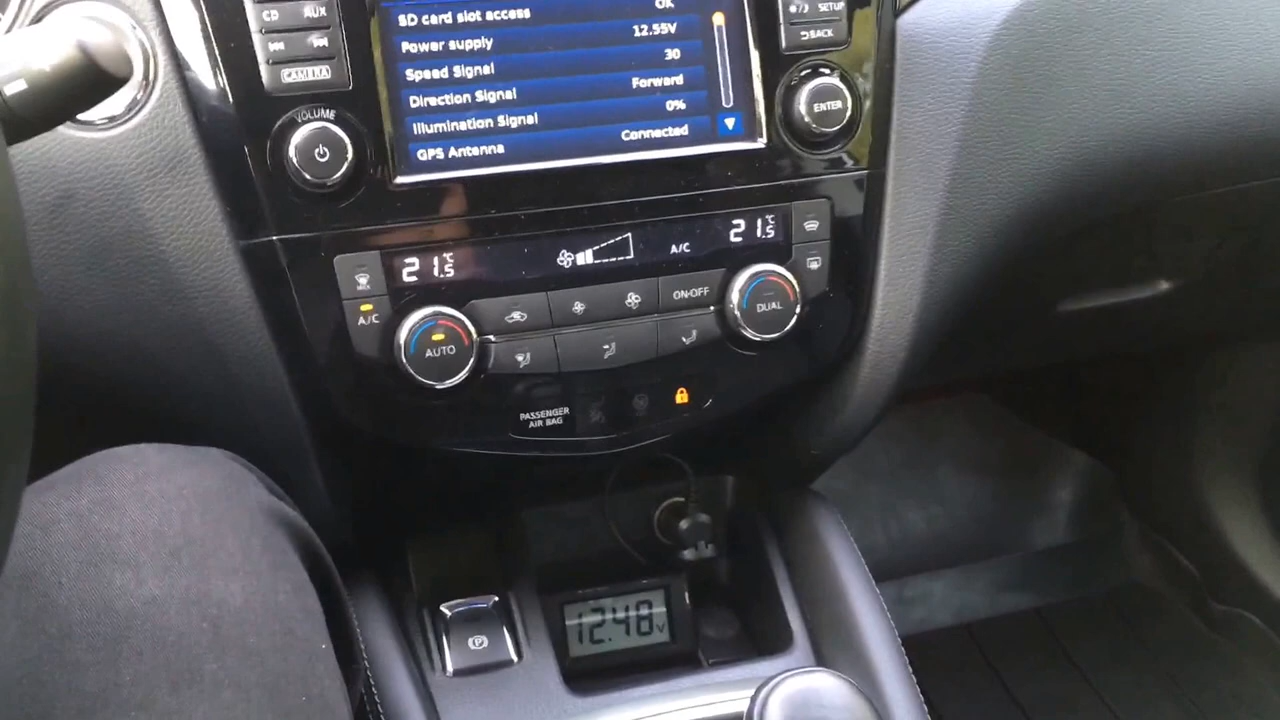 CD AUX
CAMERA
VOLUME
SD card slot access OK
Power supply 12.55V
Speed Signal 30
Direction Signal Forward
Illumination Signal 0%
GPS Antenna Connected
SETUP
BACK
ENTER
21.5°C
A/C
21.5°C
A/C
AUTO
ON·OFF
DUAL
PASSENGER
AIR BAG
12.48V
(P)